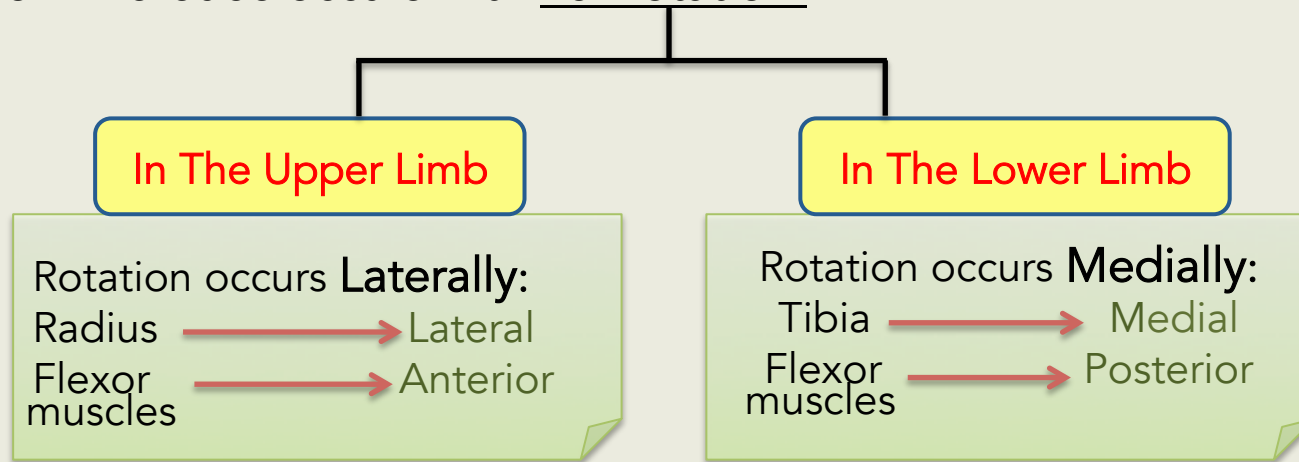 In The Upper Limb
Rotation occurs Laterally:
Radius → Lateral
Flexor muscles → Anterior
In The Lower Limb
Rotation occurs Medially:
Tibia → Medial
Flexor muscles → Posterior